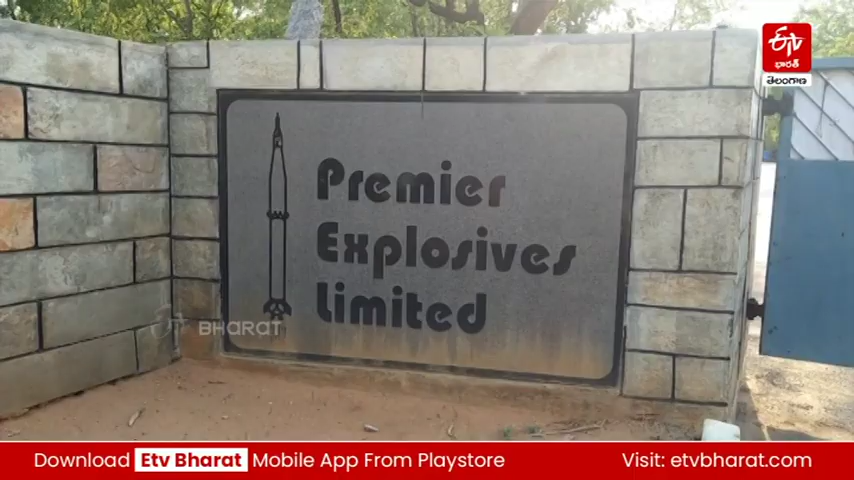 ETV
భారత్
తెలంగాణ
Premier
Explosives
Limited
BHARAT
Download Etv Bharat Mobile App From Playstore
Visit: etvbharat.com